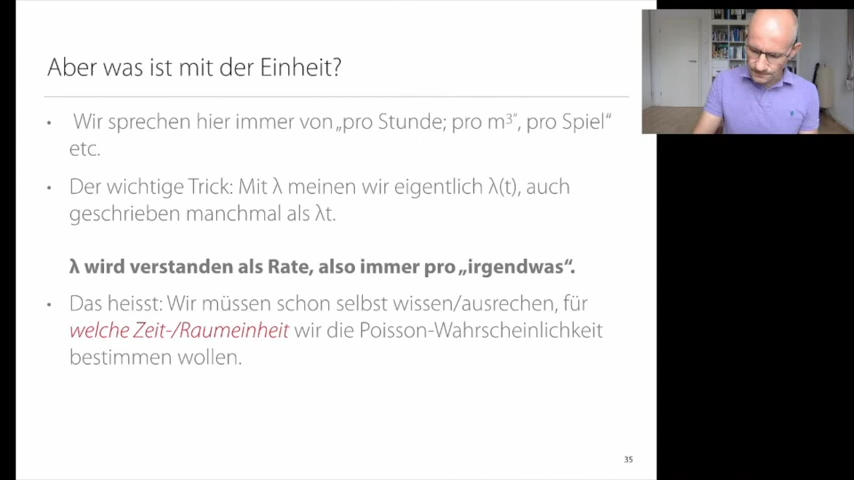 Aber was ist mit der Einheit?
• Wir sprechen hier immer von „pro Stunde; pro m³", pro Spiel“
etc.
• Der wichtige Trick: Mit λ meinen wir eigentlich λ(t), auch
geschrieben manchmal als λt.
λ wird verstanden als Rate, also immer pro „irgendwas“.
• Das heisst: Wir müssen schon selbst wissen/ausrechen, für
welche Zeit-/Raumeinheit wir die Poisson-Wahrscheinlichkeit
bestimmen wollen.
35